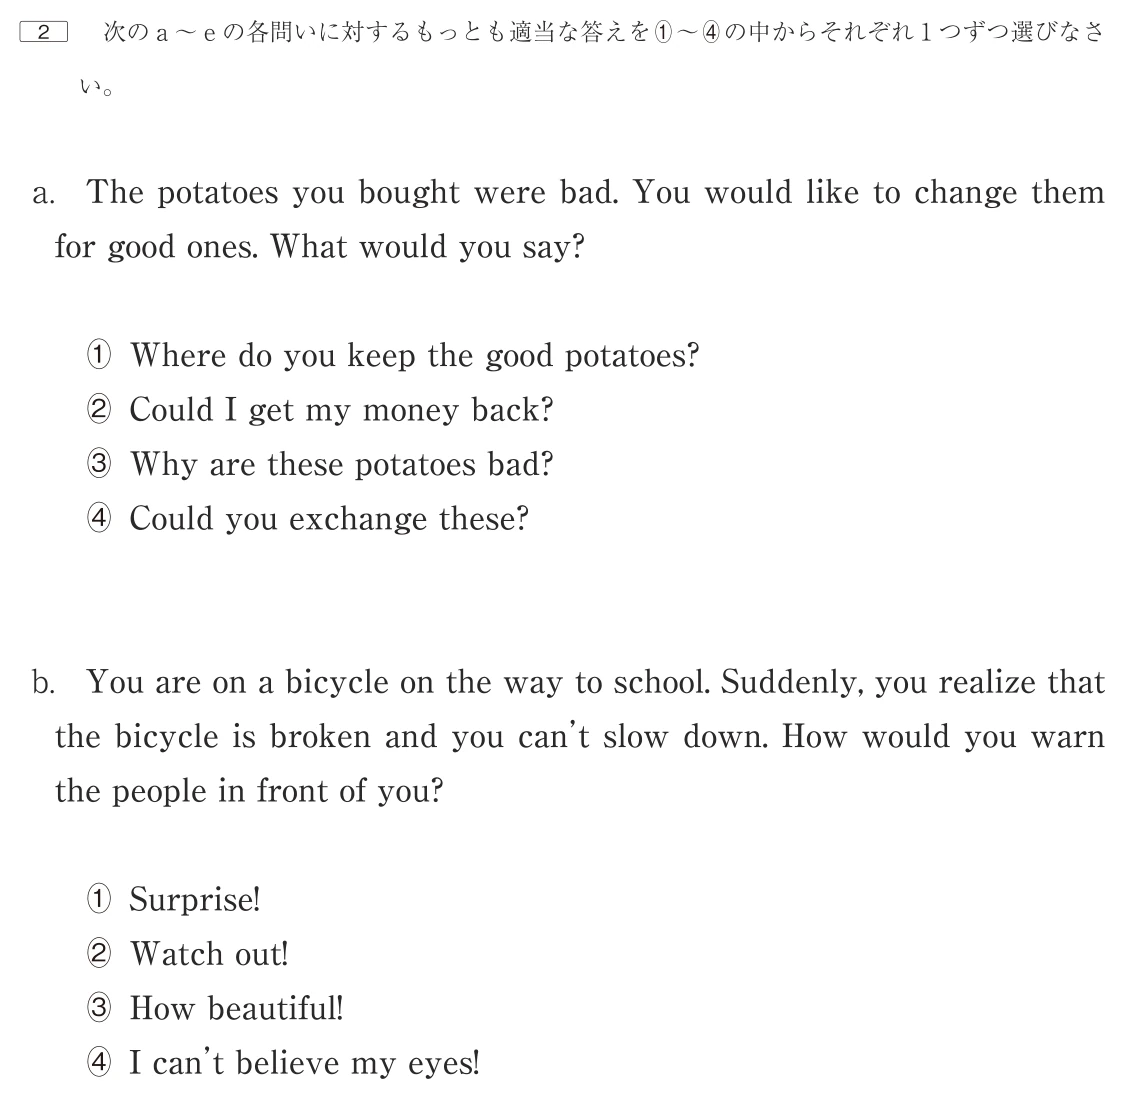 2 次のａ～ｅの各問いに対するもっとも適当な答えを①～④の中からそれぞれ１つずつ選びなさ
い。
a. The potatoes you bought were bad. You would like to change them
for good ones. What would you say?
① Where do you keep the good potatoes?
② Could I get my money back?
③ Why are these potatoes bad?
④ Could you exchange these?
b. You are on a bicycle on the way to school. Suddenly, you realize that
the bicycle is broken and you can't slow down. How would you warn
the people in front of you?
① Surprise!
② Watch out!
③ How beautiful!
④ I can't believe my eyes!